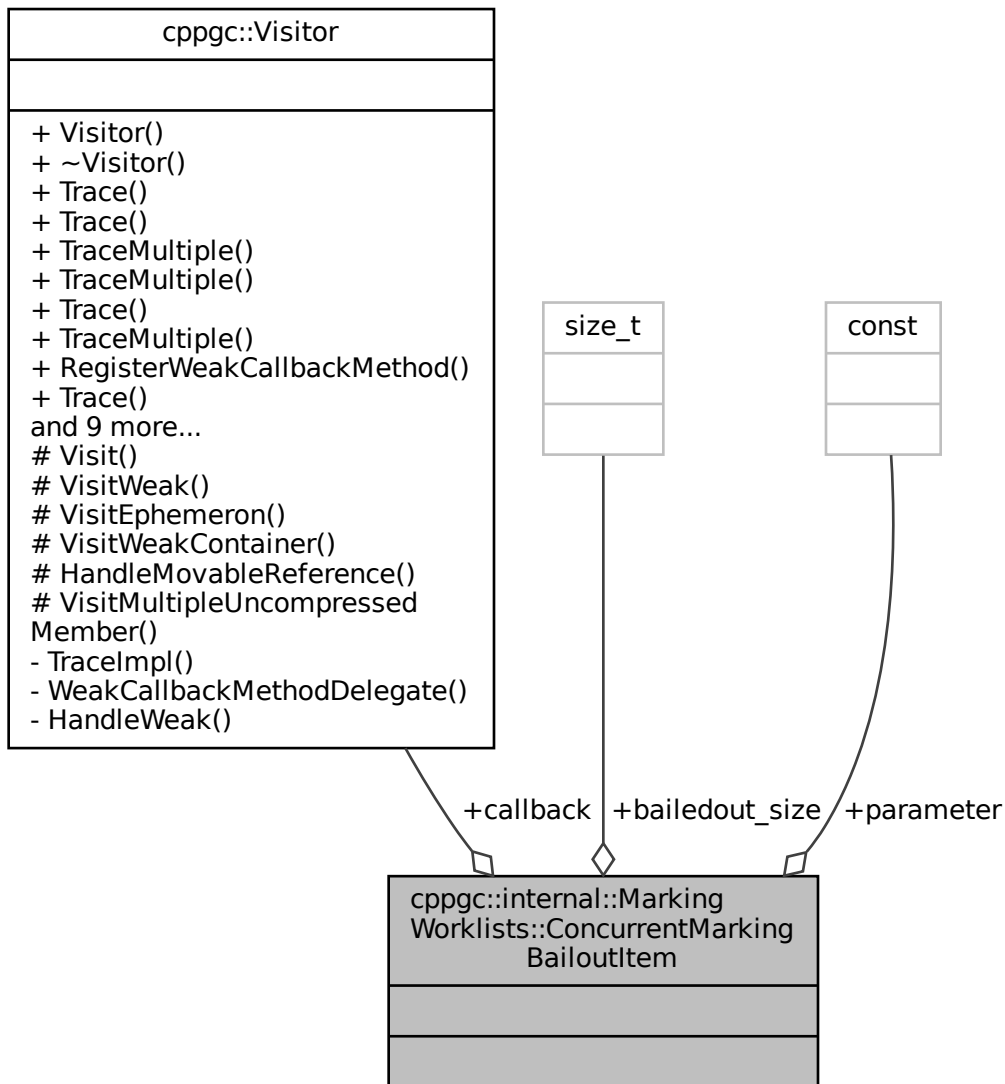 cppgc::Visitor
+ Visitor()
+ ~Visitor()
+ Trace()
+ Trace()
+ TraceMultiple()
+ TraceMultiple()
+ Trace()
+ TraceMultiple()
+ RegisterWeakCallbackMethod()
+ Trace()
and 9 more...
# Visit()
# VisitWeak()
# VisitEphemeron()
# VisitWeakContainer()
# HandleMovableReference()
# VisitMultipleUncompressed
Member()
- TraceImpl()
- WeakCallbackMethodDelegate()
- HandleWeak()
size_t
const
+callback
+bailedout_size
+parameter
cppgc::internal::Marking
Worklists::ConcurrentMarking
BailoutItem